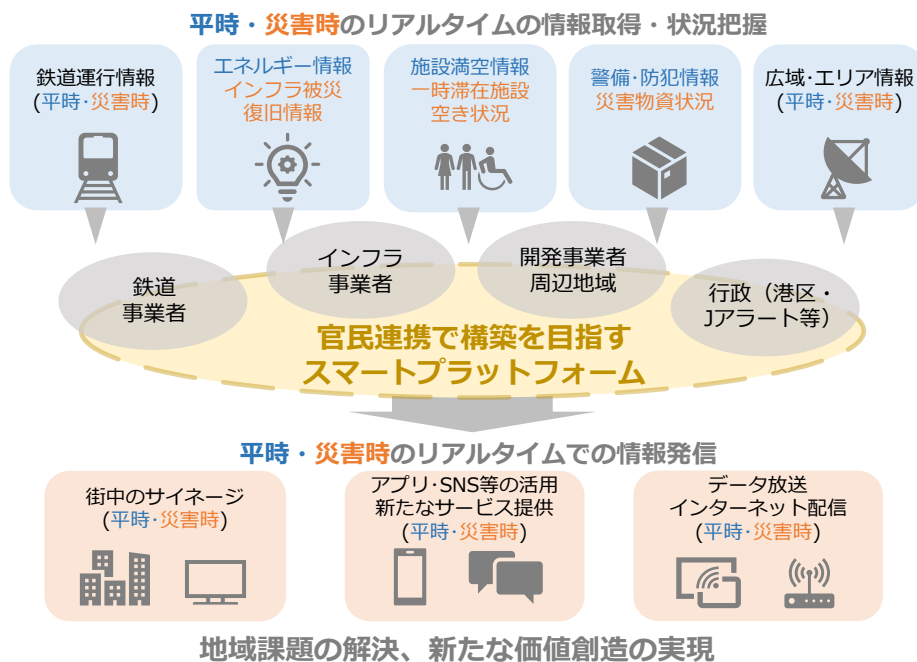 平時・災害時のリアルタイムの情報取得・状況把握
鉄道運行情報
(平時・災害時)
エネルギー情報
インフラ被災
復旧情報
施設満空情報
一時滞在施設
空き状況
警備・防犯情報
災害物資状況
広域・エリア情報
(平時・災害時)
鉄道
事業者
インフラ
事業者
開発事業者
周辺地域
行政（港区・
Jアラート等）
官民連携で構築を目指す
スマートプラットフォーム
平時・災害時のリアルタイムでの情報発信
街中のサイネージ
(平時・災害時)
アプリ・SNS等の活用
新たなサービス提供
(平時・災害時)
データ放送
インターネット配信
(平時・災害時)
地域課題の解決、新たな価値創造の実現